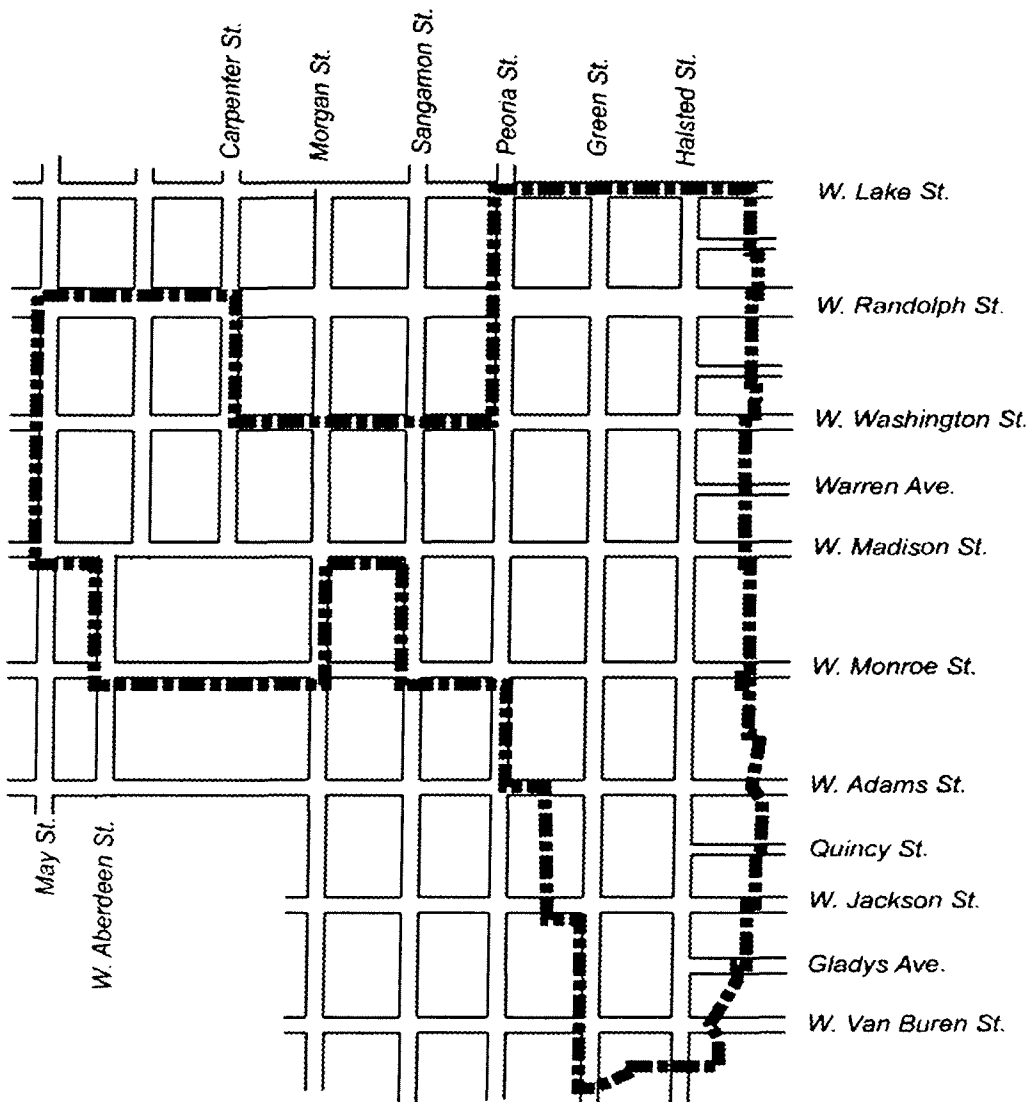 Carpenter St.
Morgan St.
Sangamon St.
Peoria St.
Green St.
Halsted St.
W. Lake St.
W. Randolph St.
W. Washington St.
Warren Ave.
W. Madison St.
W. Monroe St.
W. Adams St.
May St.
W. Aberdeen St.
Quincy St.
W. Jackson St.
Gladys Ave.
W. Van Buren St.